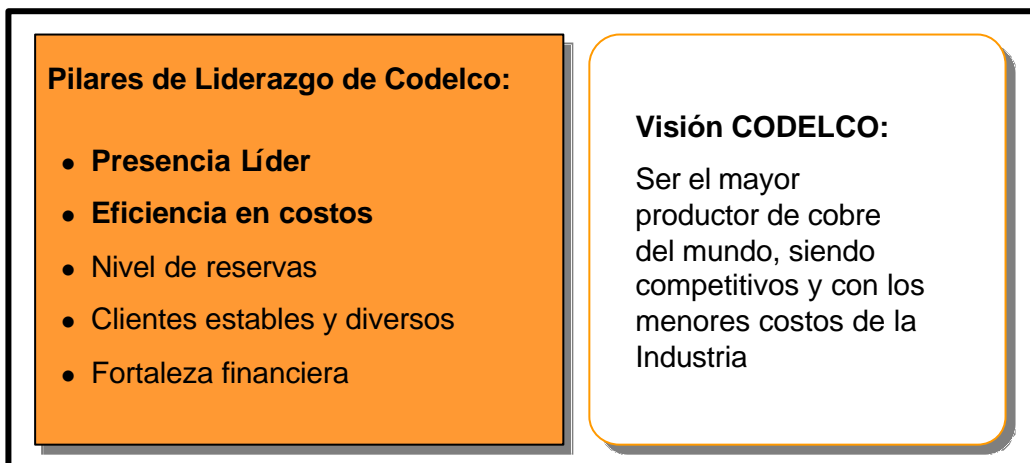 Pilares de Liderazgo de Codelco:
● Presencia Líder
● Eficiencia en costos
● Nivel de reservas
● Clientes estables y diversos
● Fortaleza financiera
Visión CODELCO:
Ser el mayor
productor de cobre
del mundo, siendo
competitivos y con los
menores costos de la
Industria